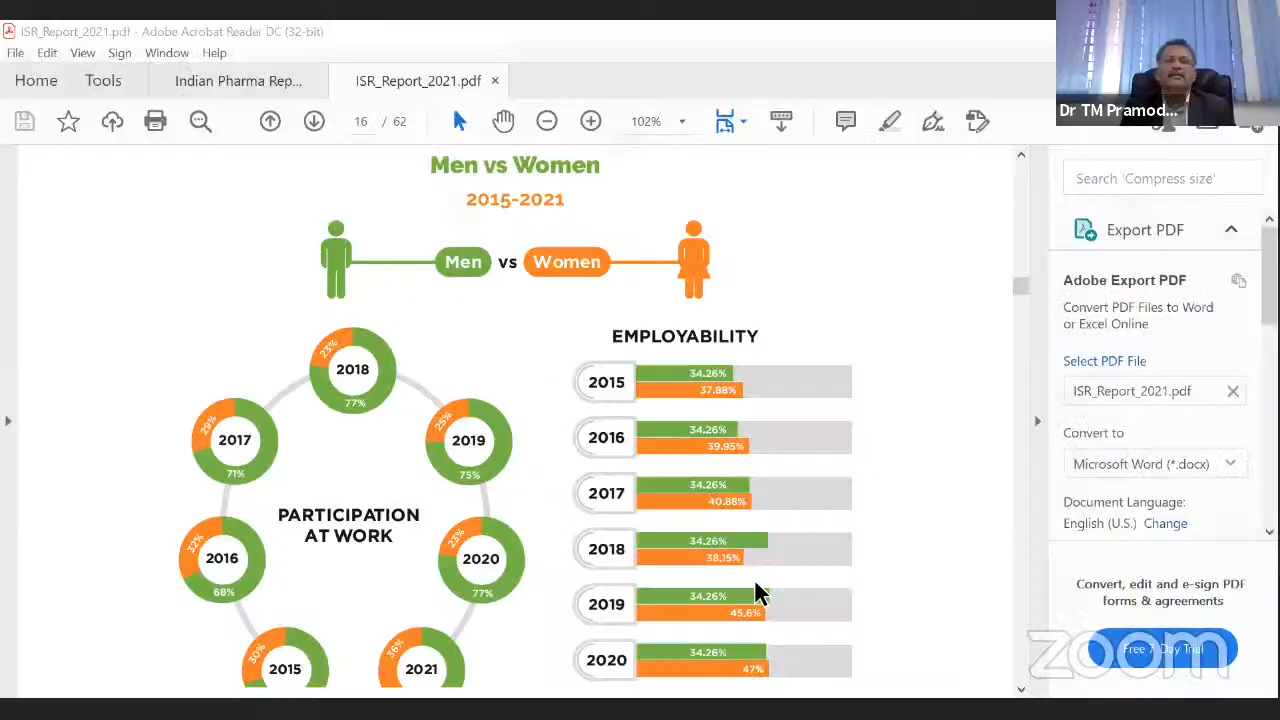 ISR_Report_2021.pdf - Adobe Acrobat Reader DC (32-bit)
File Edit View Sign Window Help
Home Tools Indian Pharma Rep... ISR_Report_2021.pdf ×
16 / 62 102%
Dr TM Pramod...
Men vs Women
2015-2021
Men vs Women
PARTICIPATION
AT WORK
23%
2018
77%
29%
2017
71%
25%
2019
75%
32%
2016
68%
23%
2020
77%
30%
2015
36%
2021
EMPLOYABILITY
2015 34.26%
37.88%
2016 34.26%
39.95%
2017 34.26%
40.88%
2018 34.26%
38.15%
2019 34.26%
45.6%
2020 34.26%
47%
Search 'Compress size'
Export PDF
Adobe Export PDF
Convert PDF Files to Word
or Excel Online
Select PDF File
ISR_Report_2021.pdf
Convert to
Microsoft Word (*.docx)
Document Language:
English (U.S.) Change
Convert, edit and e-sign PDF
forms & agreements
Free 7-Day Trial
zoom